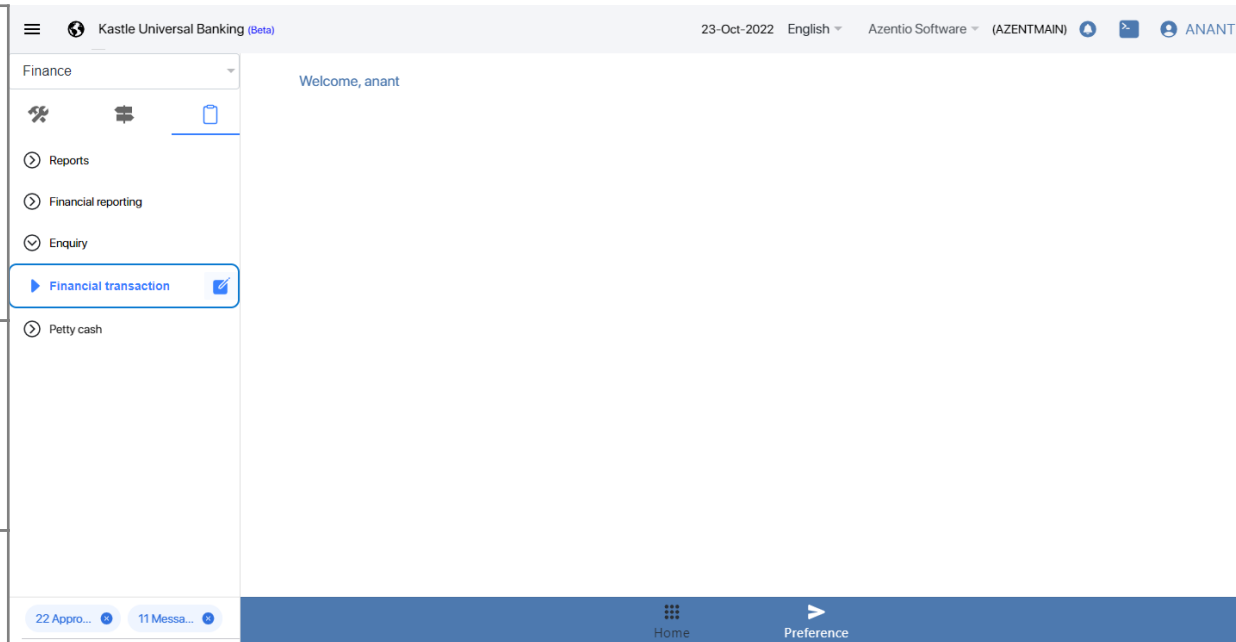 Kastle Universal Banking (Beta) 23-Oct-2022 English Azentio Software (AZENTMAIN) ANANT
Finance
Welcome, anant
Reports
Financial reporting
Enquiry
Financial transaction
Petty cash
22 Appro... 11 Messa...
Home Preference